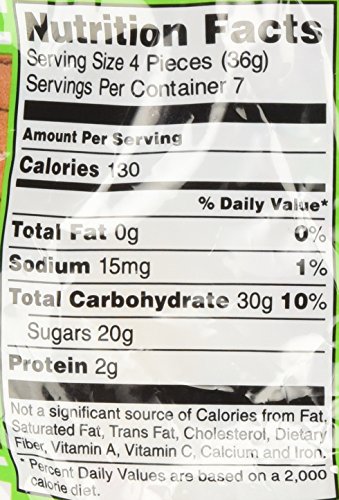 Nutrition Facts
Serving Size 4 Pieces (36g)
Servings Per Container 7
Amount Per Serving
Calories 130
% Daily Value*
Total Fat 0g 0%
Sodium 15mg 1%
Total Carbohydrate 30g 10%
Sugars 20g
Protein 2g
Not a significant source of Calories from Fat,
Saturated Fat, Trans Fat, Cholesterol, Dietary
Fiber, Vitamin A, Vitamin C, Calcium and Iron.
* Percent Daily Values are based on a 2,000
calorie diet.